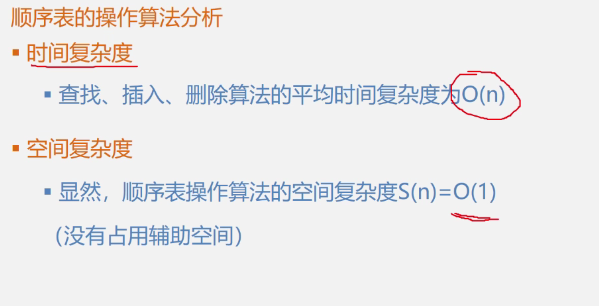 顺序表的操作算法分析
▪ 时间复杂度
▪ 查找、插入、删除算法的平均时间复杂度为O(n)
▪ 空间复杂度
▪ 显然，顺序表操作算法的空间复杂度S(n)=O(1)
（没有占用辅助空间）